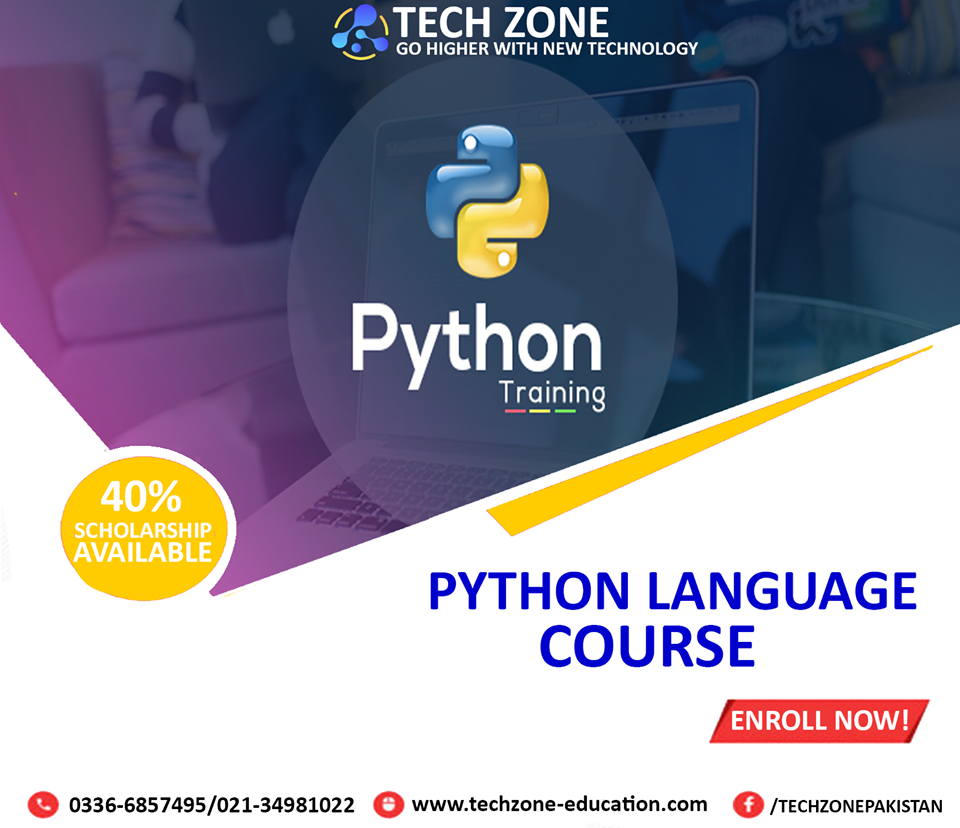 TECH ZONE
GO HIGHER WITH NEW TECHNOLOGY
Python
Training
40%
SCHOLARSHIP
AVAILABLE
PYTHON LANGUAGE
COURSE
ENROLL NOW!
0336-6857495/021-34981022 www.techzone-education.com /TECHZONEPAKISTAN